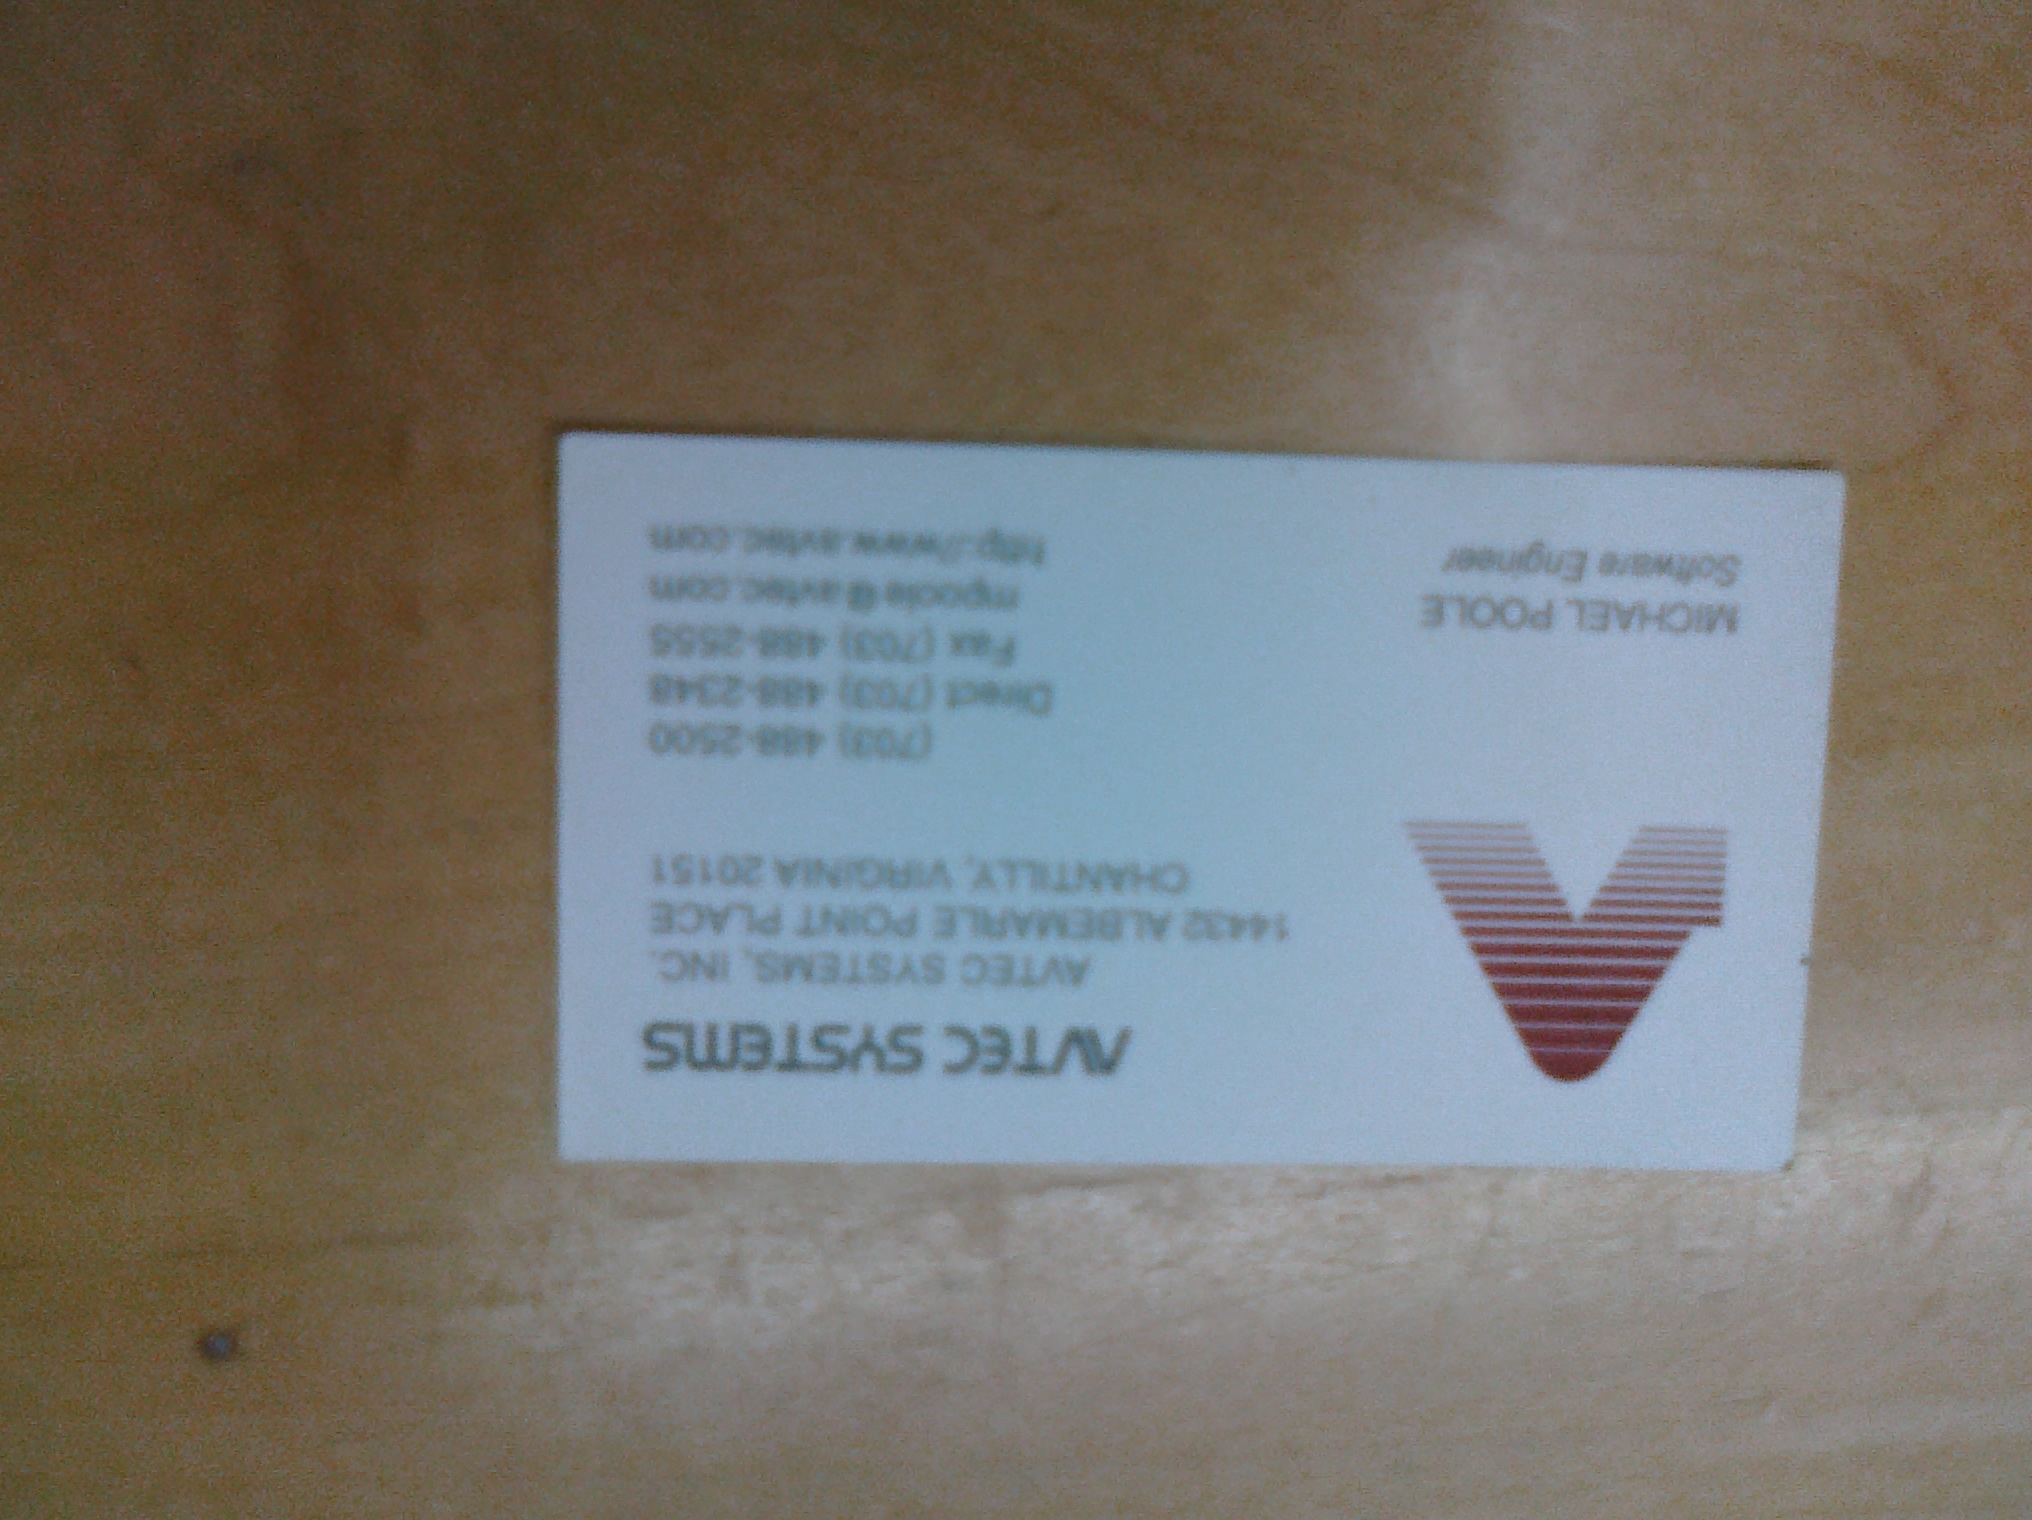 AVTEC SYSTEMS
AVTEC SYSTEMS, INC.
14432 ALBEMARLE POINT PLACE
CHANTILLY, VIRGINIA 20151
(703) 488-2500
Direct (703) 488-2348
Fax (703) 488-2555
mpoole@avtec.com
http://www.avtec.com
MICHAEL POOLE
Software Engineer